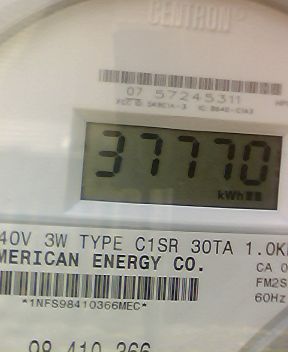 CENTRON
07 57245311
37770
kWh
40V 3W TYPE C1SR 30TA 1.0K
MERICAN ENERGY CO.
CA 0
FM2S
60Hz
*1NFS98410366MEC*
98 410 366